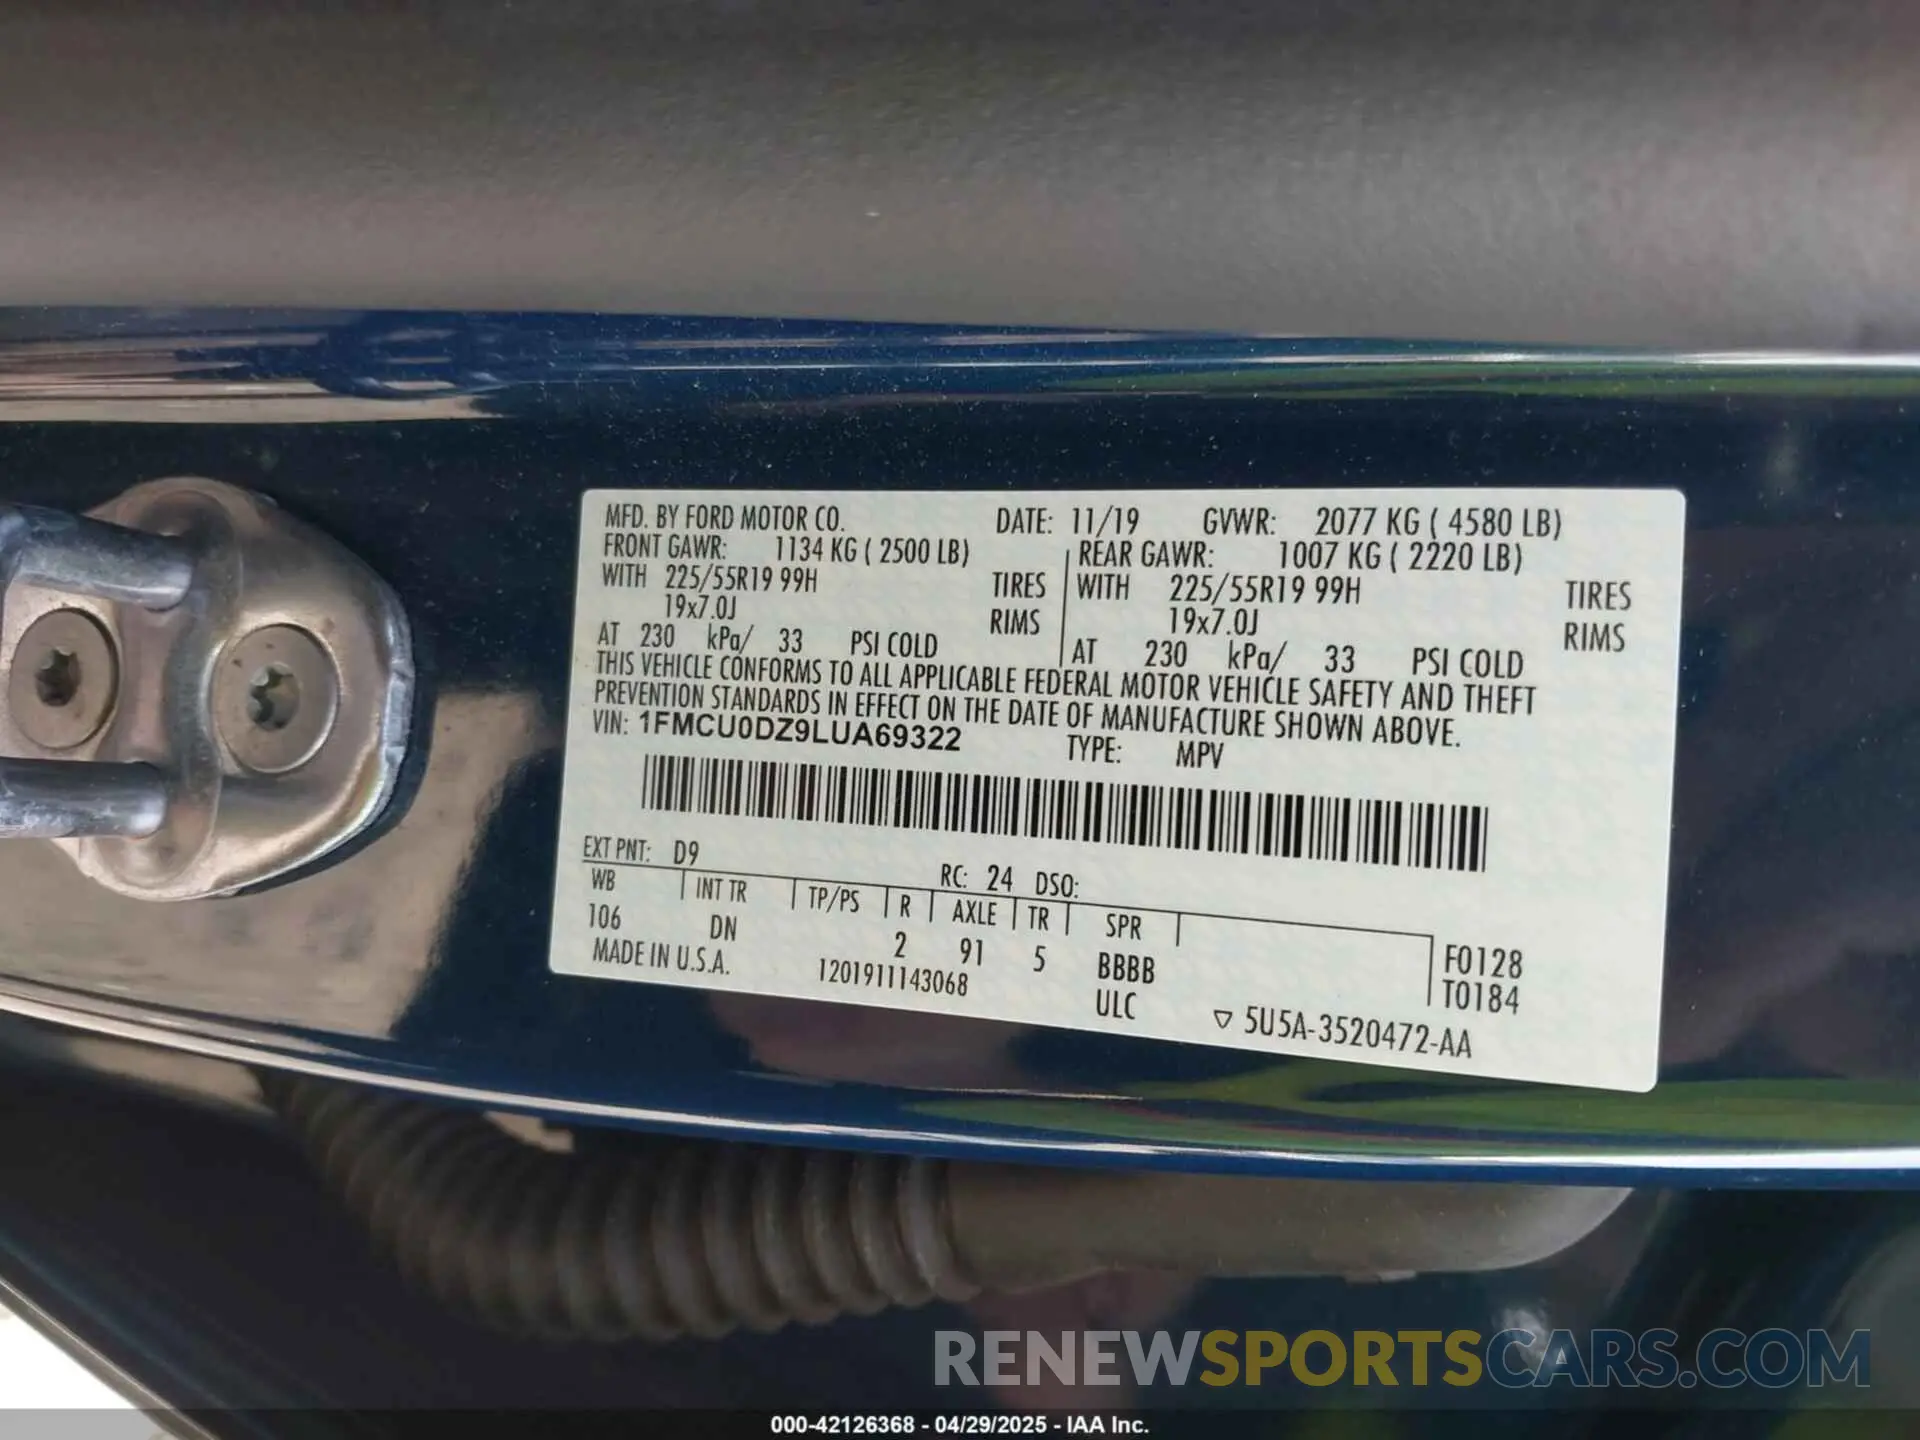 MFD. BY FORD MOTOR CO. DATE: 11/19 GVWR: 2077 KG ( 4580 LB)
FRONT GAWR: 1134 KG ( 2500 LB) REAR GAWR: 1007 KG ( 2220 LB)
WITH 225/55R19 99H TIRES WITH 225/55R19 99H TIRES
19x7.0J RIMS 19x7.0J RIMS
AT 230 kPa/ 33 PSI COLD AT 230 kPa/ 33 PSI COLD
THIS VEHICLE CONFORMS TO ALL APPLICABLE FEDERAL MOTOR VEHICLE SAFETY AND THEFT
PREVENTION STANDARDS IN EFFECT ON THE DATE OF MANUFACTURE SHOWN ABOVE.
VIN: 1FMCU0DZ9LUA69322 TYPE: MPV
EXT PNT: D9 RC: 24 DSO:
WB INT TR TP/PS R AXLE TR SPR
106 DN 2 91 5 BBBB F0128
MADE IN U.S.A. 1201911143068 ULC T0184
▽ 5U5A-3520472-AA
RENEWSPORTSCARS.COM
000-42126368 - 04/29/2025 - IAA Inc.